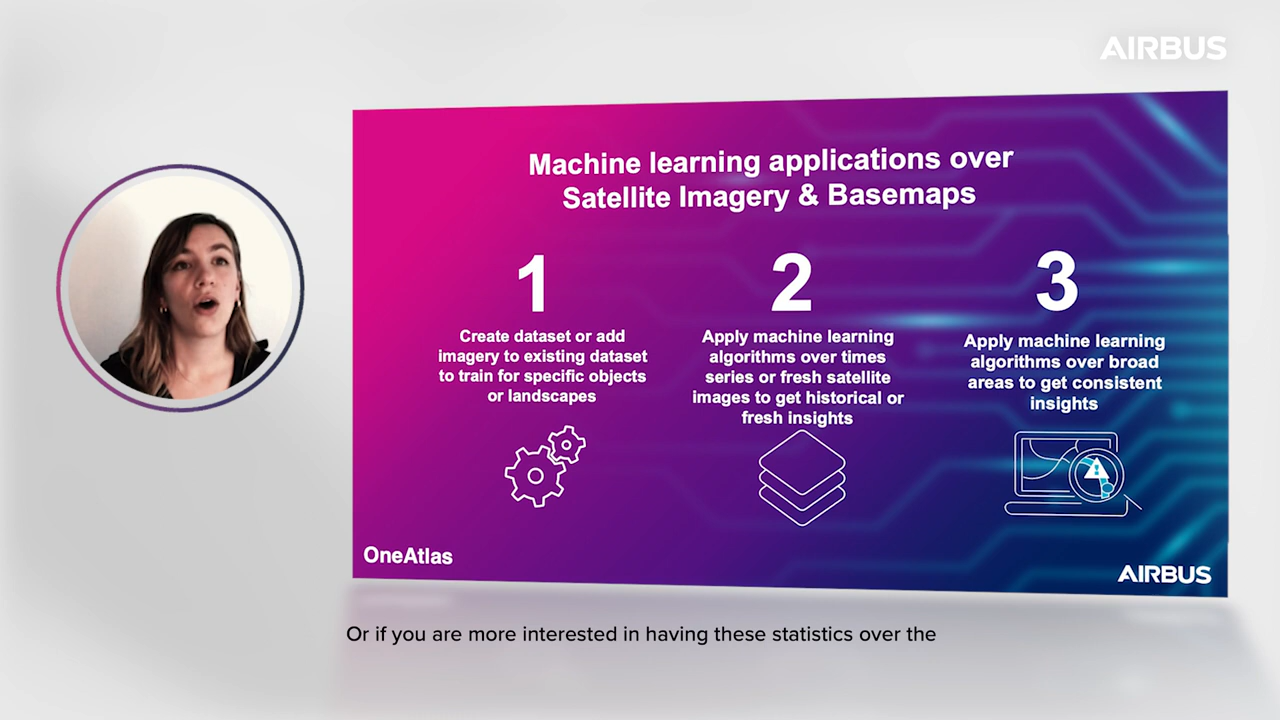 AIRBUS
Machine learning applications over
Satellite Imagery & Basemaps
1
Create dataset or add
imagery to existing dataset
to train for specific objects
or landscapes
2
Apply machine learning
algorithms over times
series or fresh satellite
images to get historical or
fresh insights
3
Apply machine learning
algorithms over broad
areas to get consistent
insights
OneAtlas
AIRBUS
Or if you are more interested in having these statistics over the